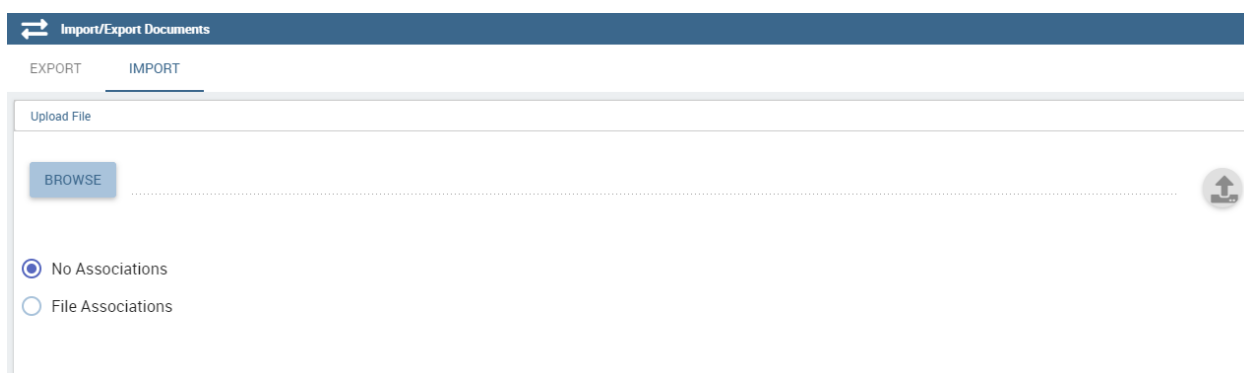 Import/Export Documents
EXPORT IMPORT
Upload File
BROWSE
No Associations
File Associations